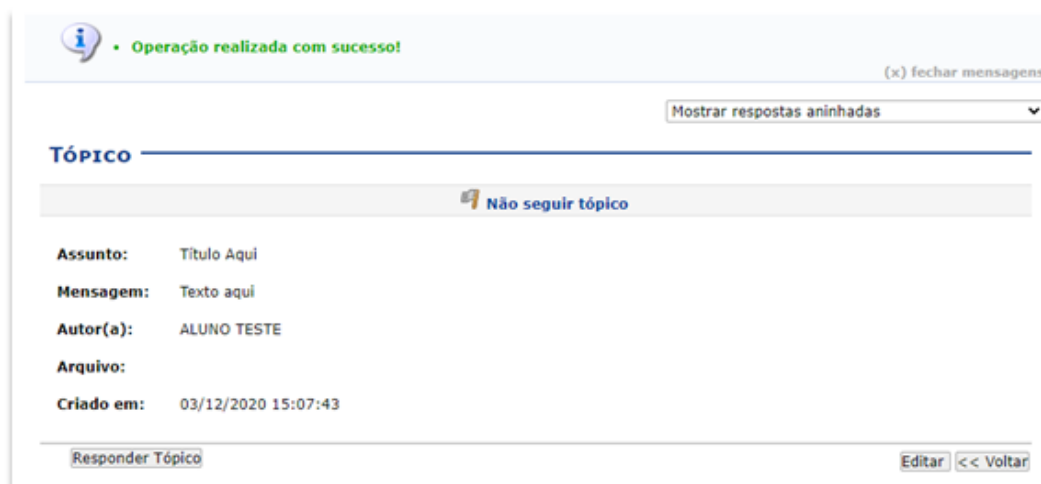 • Operação realizada com sucesso!
(x) fechar mensagens
Mostrar respostas aninhadas
Tópico
Não seguir tópico
Assunto: Título Aqui
Mensagem: Texto aqui
Autor(a): ALUNO TESTE
Arquivo:
Criado em: 03/12/2020 15:07:43
Responder Tópico Editar << Voltar